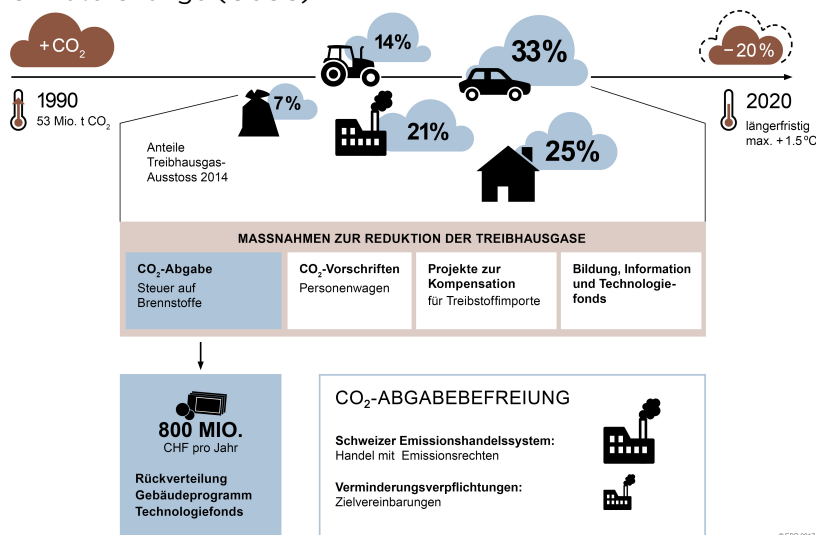 + CO₂
14%
33%
– 20 %
1990
53 Mio. t CO₂
7%
21%
25%
2020
längerfristig
max. + 1.5 °C
Anteile
Treibhausgas-
Ausstoss 2014
MASSNAHMEN ZUR REDUKTION DER TREIBHAUSGASE
CO₂-Abgabe
Steuer auf
Brennstoffe
CO₂-Vorschriften
Personenwagen
Projekte zur
Kompensation
für Treibstoffimporte
Bildung, Information
und Technologie-
fonds
800 MIO.
CHF pro Jahr
Rückverteilung
Gebäudeprogramm
Technologiefonds
CO₂-ABGABEBEFREIUNG
Schweizer Emissionshandelssystem:
Handel mit Emissionsrechten
Verminderungsverpflichtungen:
Zielvereinbarungen